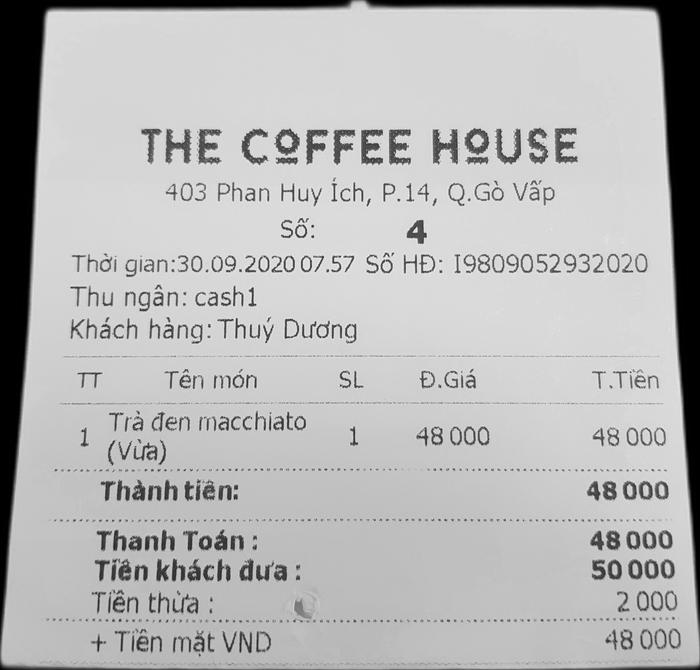 THE COFFEE HOUSE
403 Phan Huy Ích, P.14, Q.Gò Vấp
Số: 4
Thời gian:30.09.2020 07.57 Số HĐ: I9809052932020
Thu ngân: cash1
Khách hàng: Thuý Dương
TT Tên món SL Đ.Giá T.Tiền
1 Trà đen macchiato (Vừa) 1 48 000 48 000
Thành tiền: 48 000
Thanh Toán : 48 000
Tiền khách đưa : 50 000
Tiền thừa : 2 000
+ Tiền mặt VND 48 000